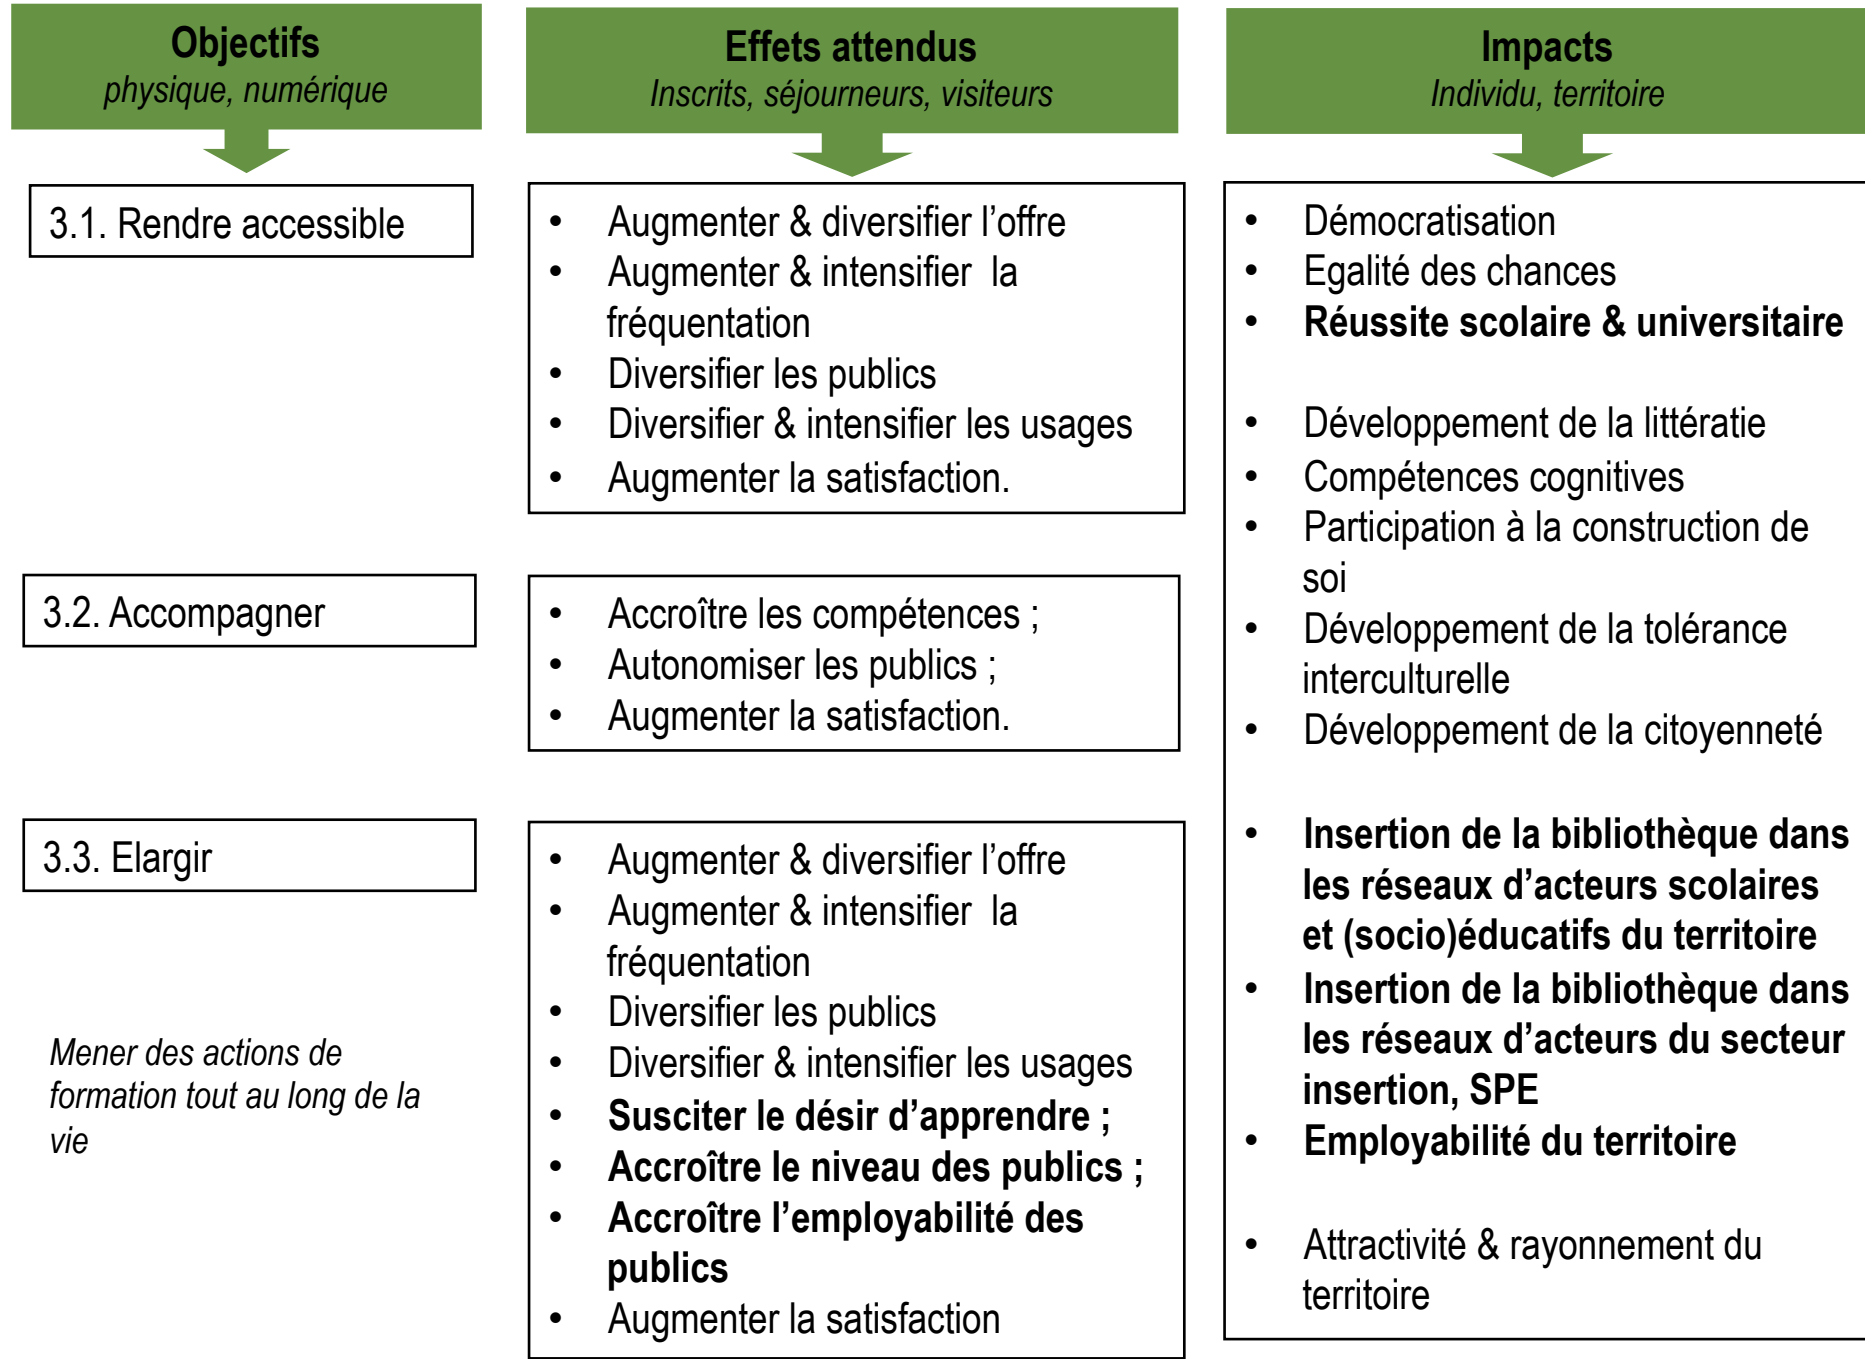 Objectifs
physique, numérique
3.1. Rendre accessible
3.2. Accompagner
3.3. Elargir
Mener des actions de
formation tout au long de la
vie
Effets attendus
Inscrits, séjourneurs, visiteurs
• Augmenter & diversifier l’offre
• Augmenter & intensifier la
fréquentation
• Diversifier les publics
• Diversifier & intensifier les usages
• Augmenter la satisfaction.
• Accroître les compétences ;
• Autonomiser les publics ;
• Augmenter la satisfaction.
• Augmenter & diversifier l’offre
• Augmenter & intensifier la
fréquentation
• Diversifier les publics
• Diversifier & intensifier les usages
• Susciter le désir d’apprendre ;
• Accroître le niveau des publics ;
• Accroître l’employabilité des
publics
• Augmenter la satisfaction
Impacts
Individu, territoire
• Démocratisation
• Egalité des chances
• Réussite scolaire & universitaire
• Développement de la littératie
• Compétences cognitives
• Participation à la construction de
soi
• Développement de la tolérance
interculturelle
• Développement de la citoyenneté
• Insertion de la bibliothèque dans
les réseaux d’acteurs scolaires
et (socio)éducatifs du territoire
• Insertion de la bibliothèque dans
les réseaux d’acteurs du secteur
insertion, SPE
• Employabilité du territoire
• Attractivité & rayonnement du
territoire